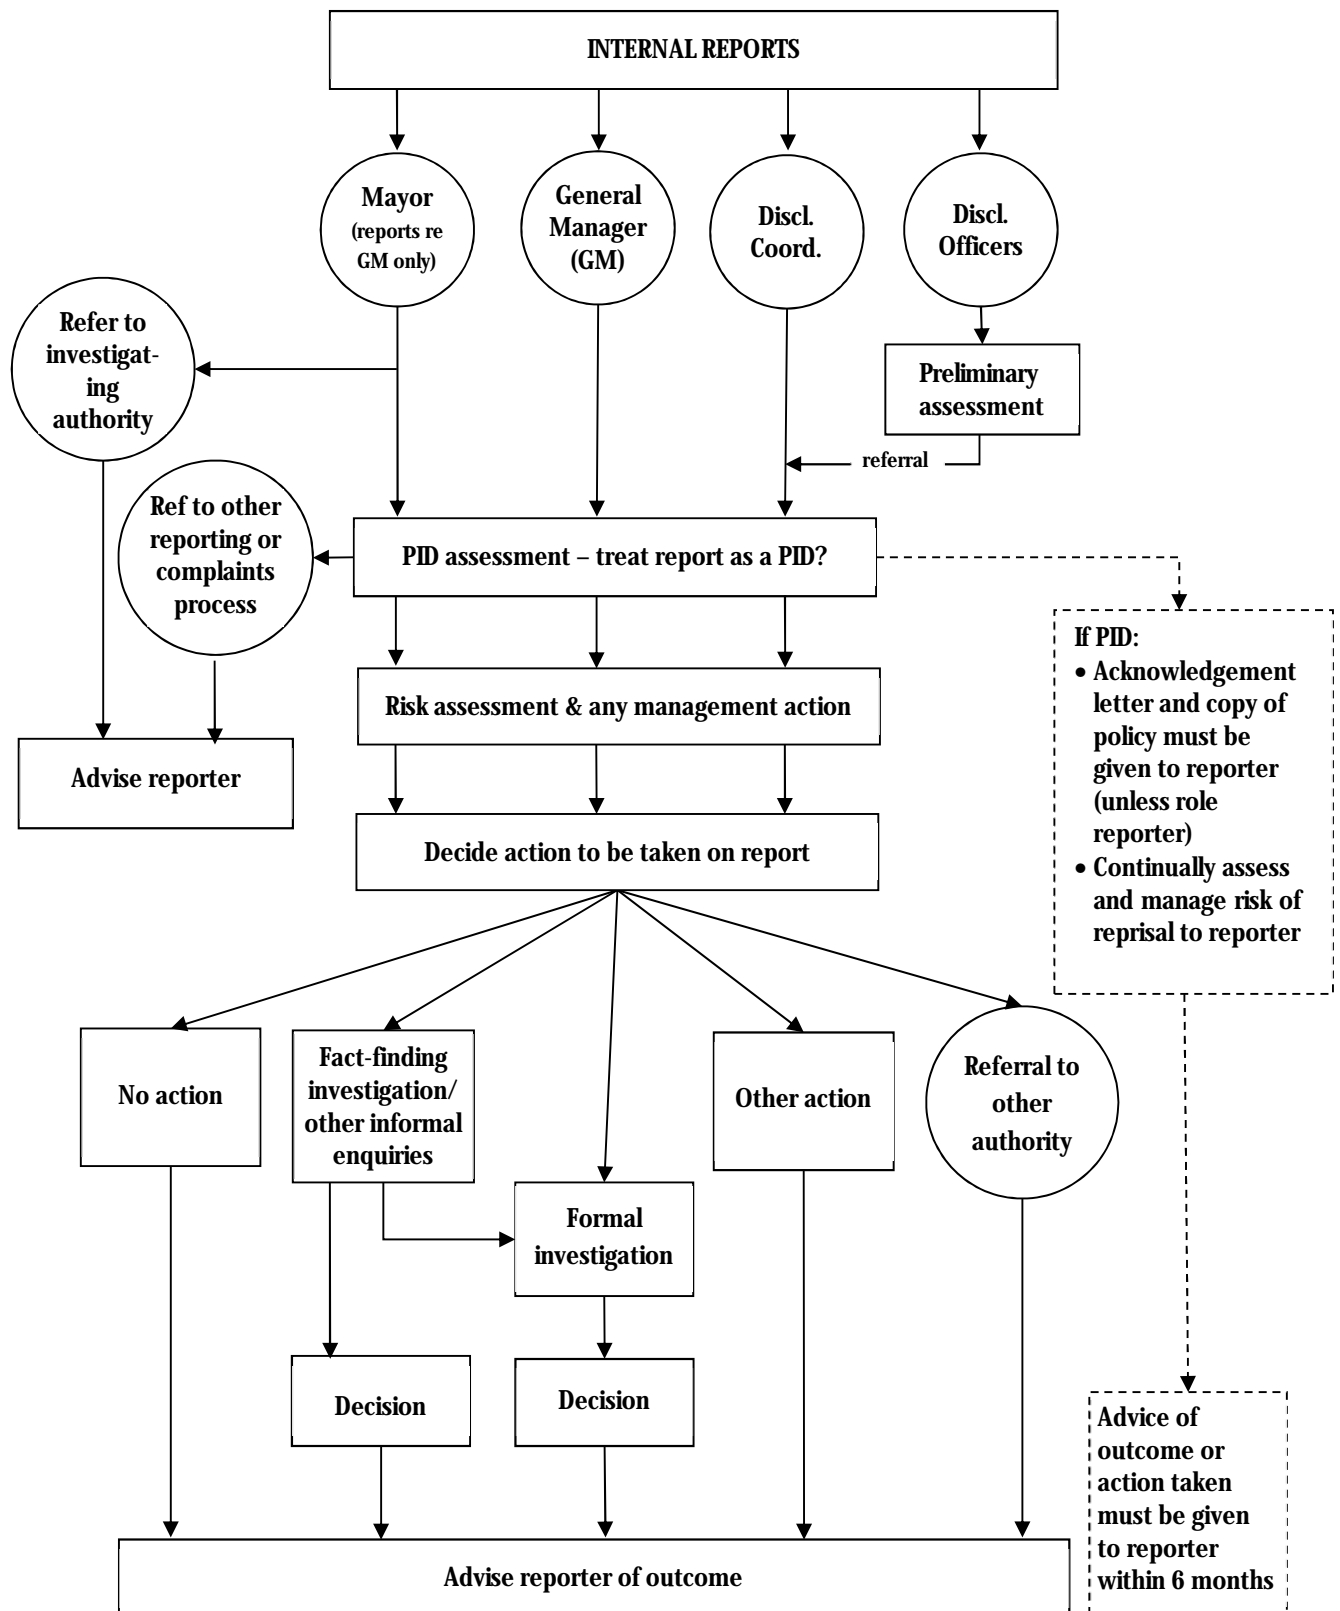 INTERNAL REPORTS
Mayor
(reports re
GM only)
General
Manager
(GM)
Discl.
Coord.
Discl.
Officers
Refer to
investigat-
ing
authority
Preliminary
assessment
referral
Ref to other
reporting or
complaints
process
PID assessment – treat report as a PID?
If PID:
• Acknowledgement
letter and copy of
policy must be
given to reporter
(unless role
reporter)
• Continually assess
and manage risk of
reprisal to reporter
Risk assessment & any management action
Advise reporter
Decide action to be taken on report
No action
Fact-finding
investigation/
other informal
enquiries
Other action
Referral to
other
authority
Formal
investigation
Decision
Decision
Advice of
outcome or
action taken
must be given
to reporter
within 6 months
Advise reporter of outcome